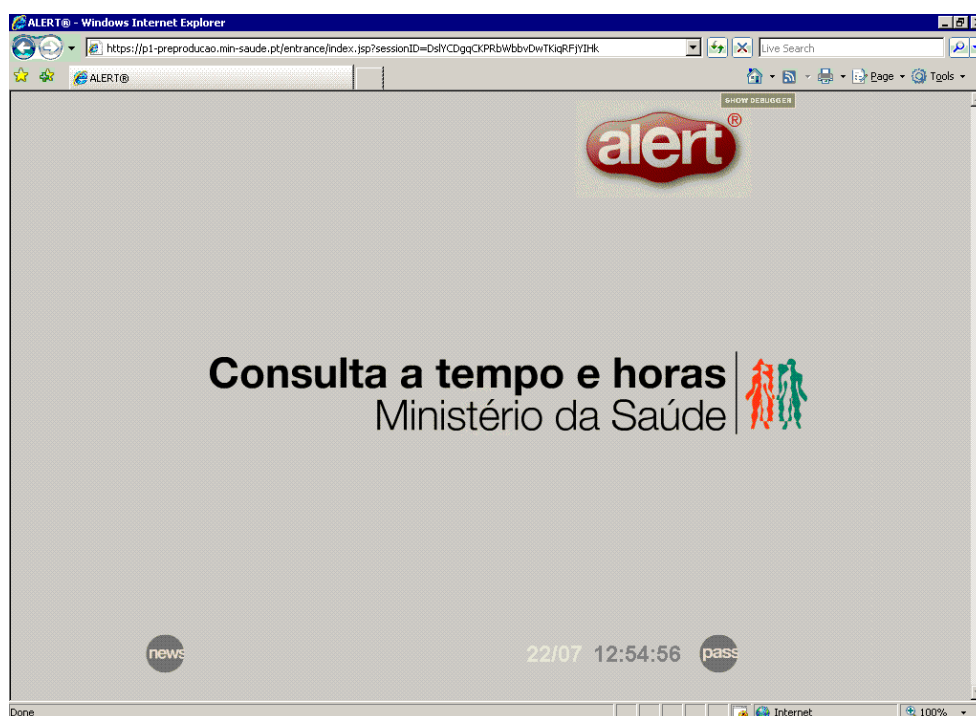 ALERT® - Windows Internet Explorer
https://p1-preproducao.min-saude.pt/entrance/index.jsp?sessionID=DslYCDgqCKPRbWbbvDwTKiqRFjYIHk
Live Search
ALERT®
Page
Tools
SHOW DEBUGGER
alert®
Consulta a tempo e horas
Ministério da Saúde
news
22/07 12:54:56
pass
Done
Internet
100%